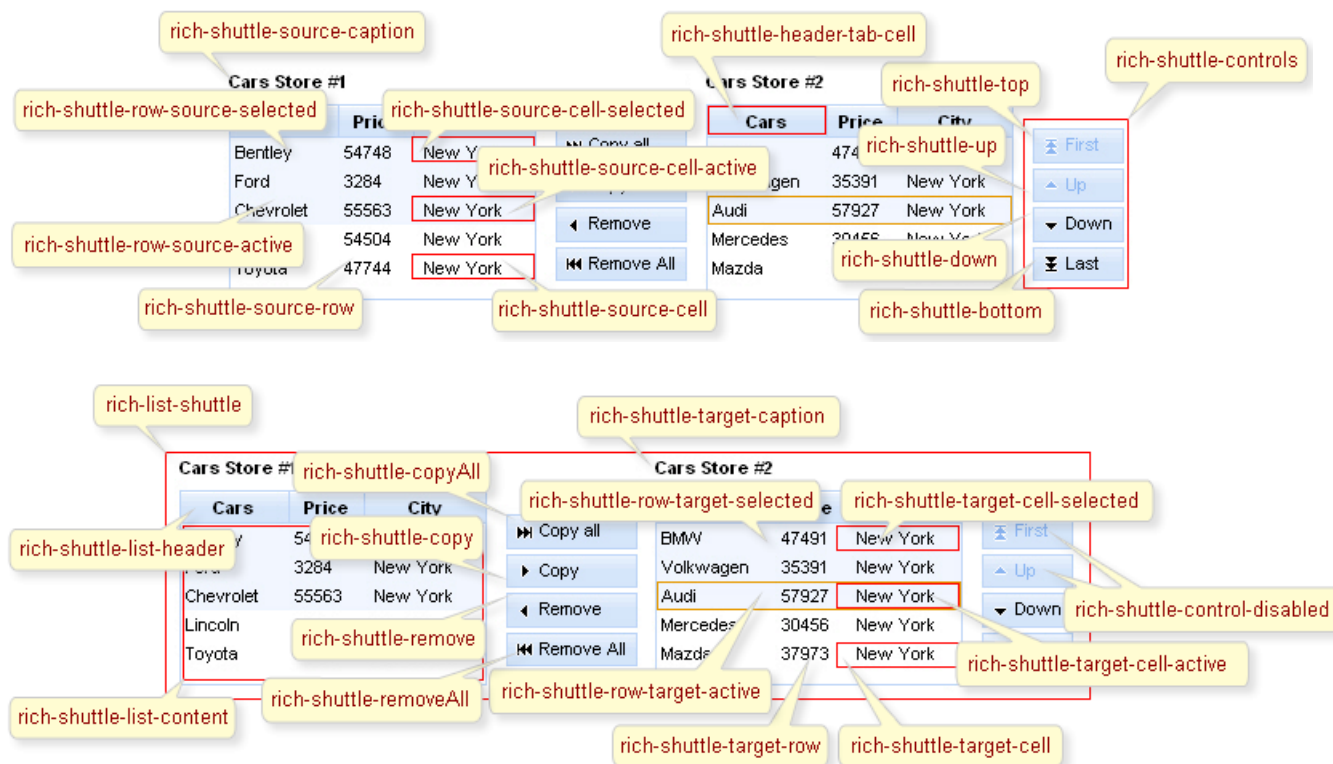 rich-shuttle-source-caption
rich-shuttle-header-tab-cell
rich-shuttle-controls
Cars Store #1
Cars Store #2
rich-shuttle-top
rich-shuttle-row-source-selected
rich-shuttle-source-cell-selected
Cars Price City
Bentley 54748 New Y
Copy all
rich-shuttle-up
First
rich-shuttle-source-cell-active
Ford 3284 New York
gen 35391 New York
Up
Chevrolet 55563 New York
Remove
Audi 57927 New York
Down
rich-shuttle-row-source-active
54504 New York
Mercedes 30456 New York
rich-shuttle-down
Toyota 47744 New York
Remove All
Mazda
Last
rich-shuttle-source-row
rich-shuttle-source-cell
rich-shuttle-bottom
rich-list-shuttle
rich-shuttle-target-caption
Cars Store #1
Cars Store #2
rich-shuttle-copyAll
rich-shuttle-row-target-selected
rich-shuttle-target-cell-selected
Cars Price City
rich-shuttle-list-header
rich-shuttle-copy
Copy all
BMW 47491 New York
First
Ford 3284 New York
Copy
Volkwagen 35391 New York
Up
Chevrolet 55563 New York
Remove
Audi 57927 New York
Down
rich-shuttle-control-disabled
Lincoln
rich-shuttle-remove
Mercedes 30456 New York
Toyota
Remove All
Mazda 37973 New York
rich-shuttle-target-cell-active
rich-shuttle-removeAll
rich-shuttle-row-target-active
rich-shuttle-list-content
rich-shuttle-target-row
rich-shuttle-target-cell